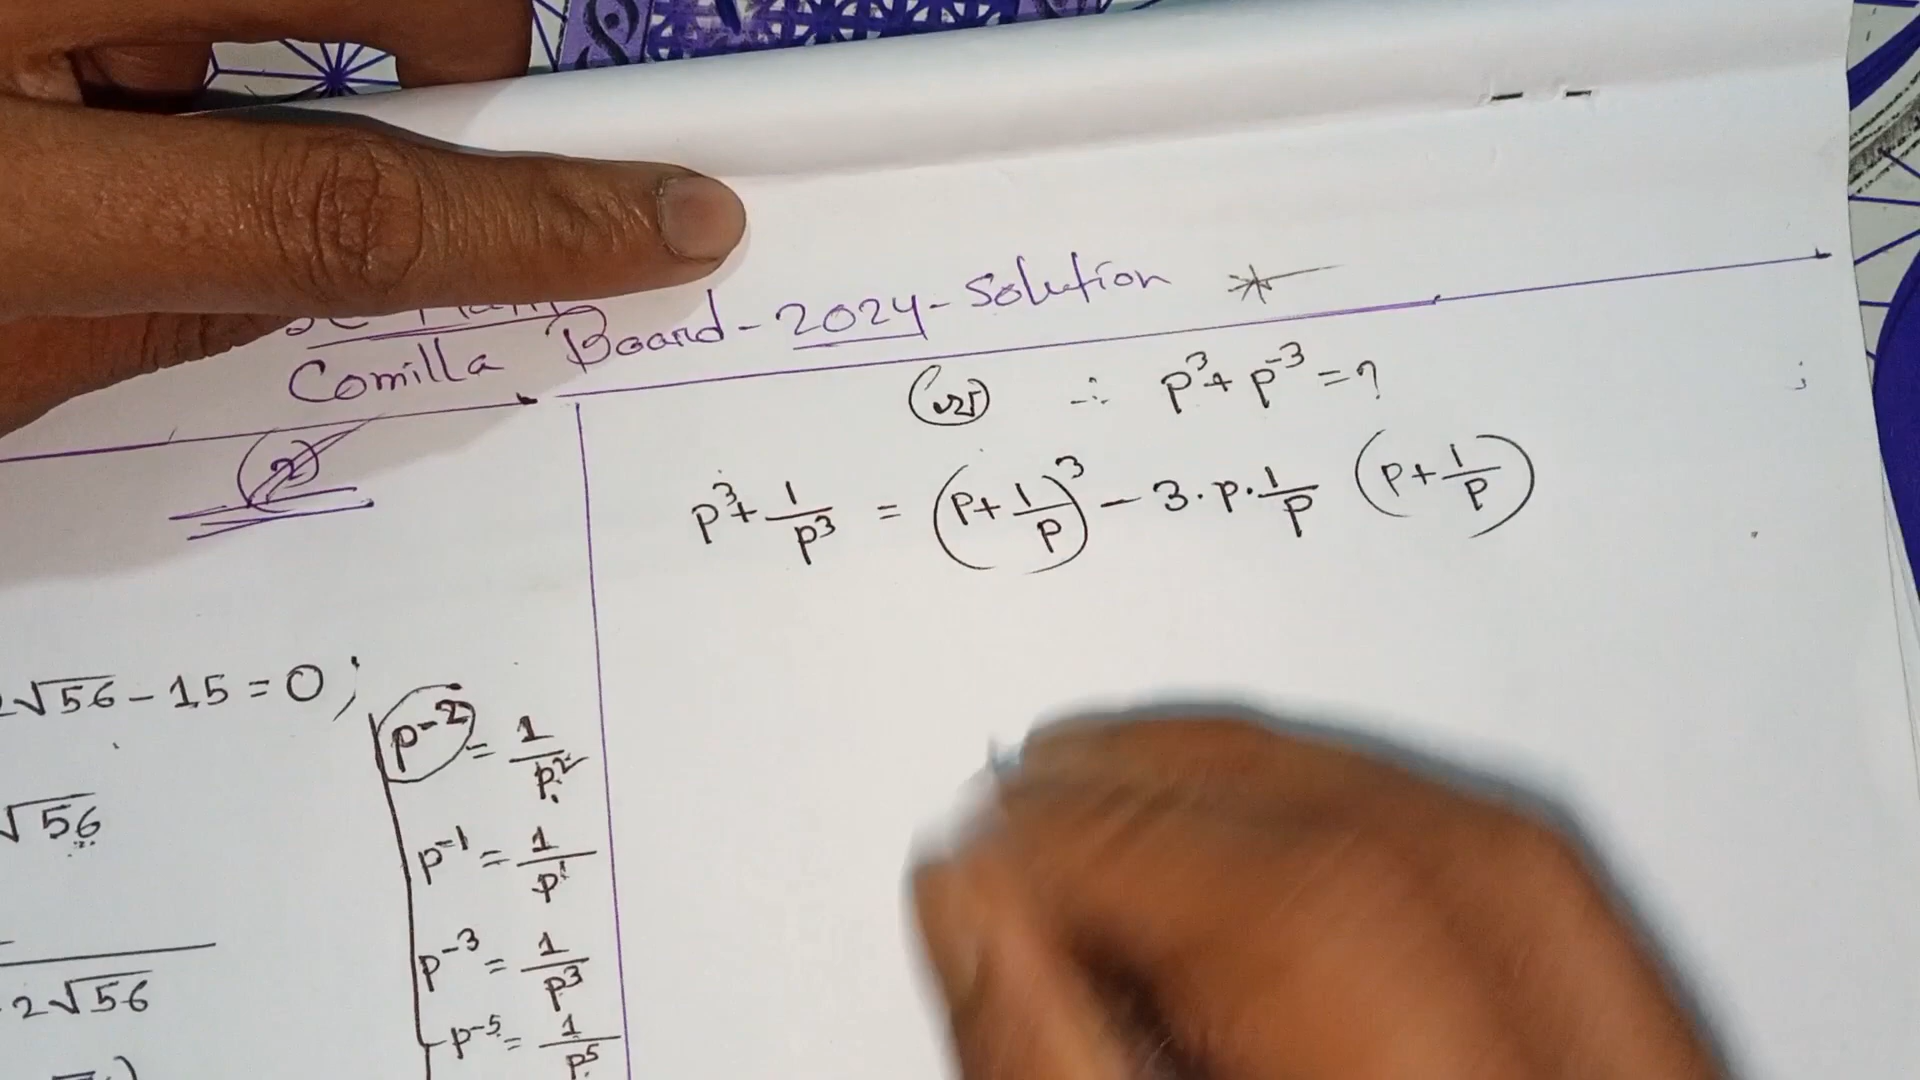 Comilla Board - 2024 - Solution *
2
√56 - 15 = 0 ;
√56
2√56
p⁻² = 1/p²
p⁻¹ = 1/p¹
p⁻³ = 1/p³
p⁻⁵ = 1/p⁵
∴ p³ + p⁻³ = ?
p³ + 1/p³ = (p + 1/p)³ - 3 · p · 1/p (p + 1/p)